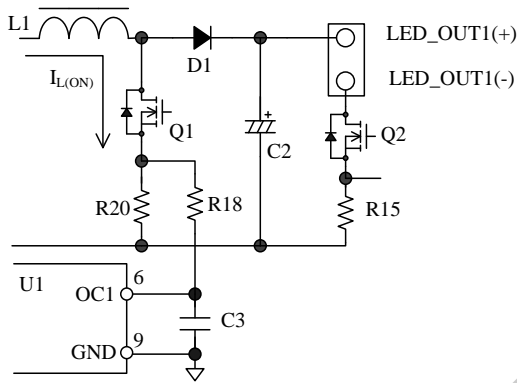 L1
LED_OUT1(+)
D1
I_L(ON)
LED_OUT1(-)
Q1
C2
Q2
R20
R18
R15
U1
6
OC1
C3
9
GND
+